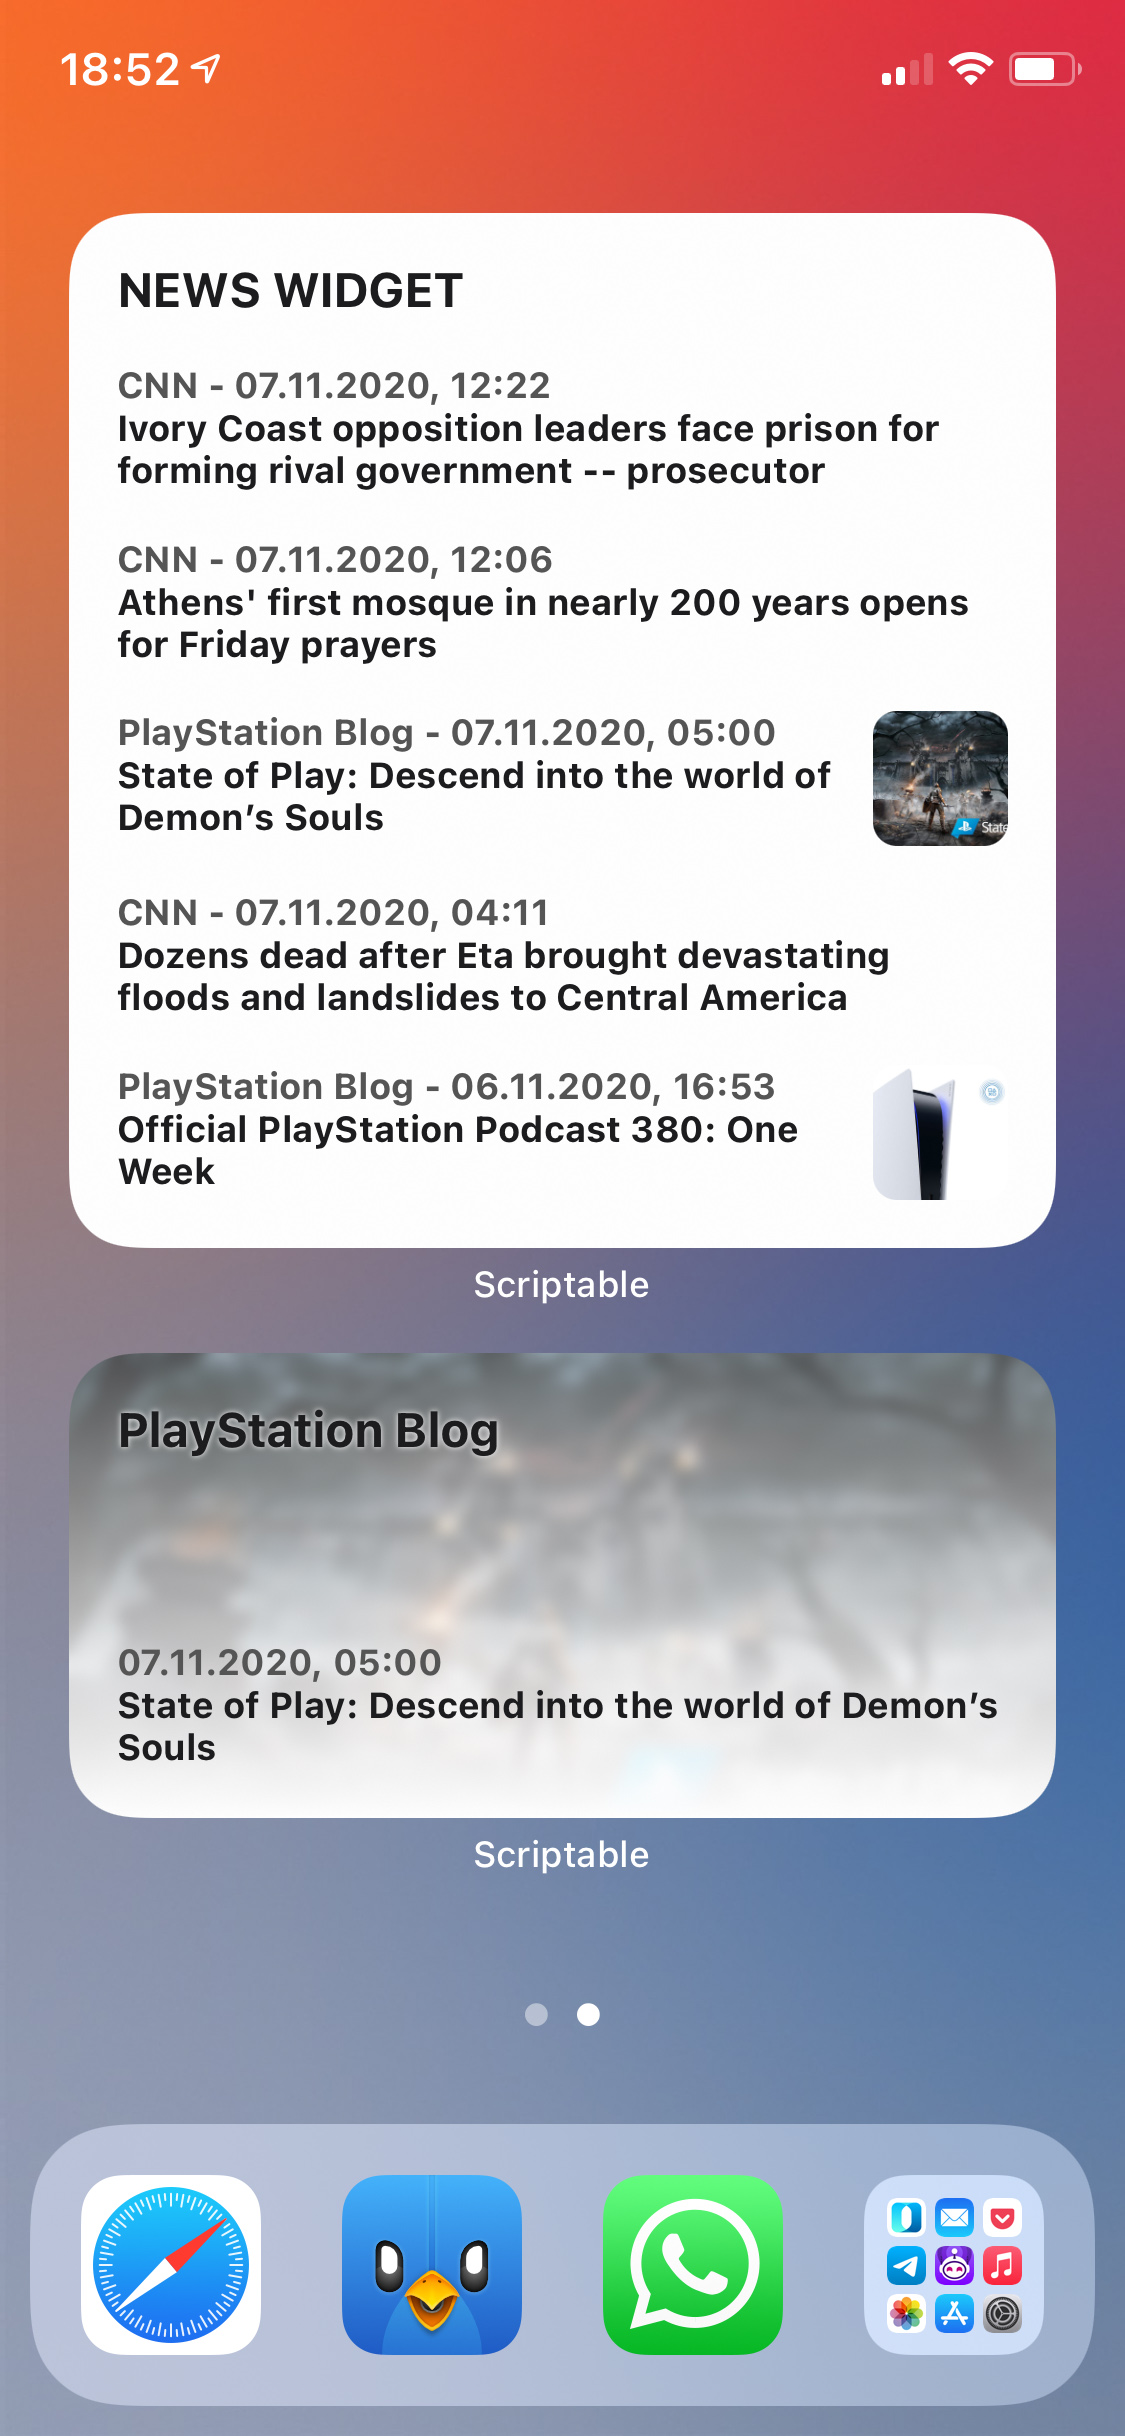 18:52
NEWS WIDGET
CNN - 07.11.2020, 12:22
Ivory Coast opposition leaders face prison for
forming rival government -- prosecutor
CNN - 07.11.2020, 12:06
Athens' first mosque in nearly 200 years opens
for Friday prayers
PlayStation Blog - 07.11.2020, 05:00
State of Play: Descend into the world of
Demon’s Souls
State
CNN - 07.11.2020, 04:11
Dozens dead after Eta brought devastating
floods and landslides to Central America
PlayStation Blog - 06.11.2020, 16:53
Official PlayStation Podcast 380: One
Week
Scriptable
PlayStation Blog
07.11.2020, 05:00
State of Play: Descend into the world of Demon’s
Souls
Scriptable